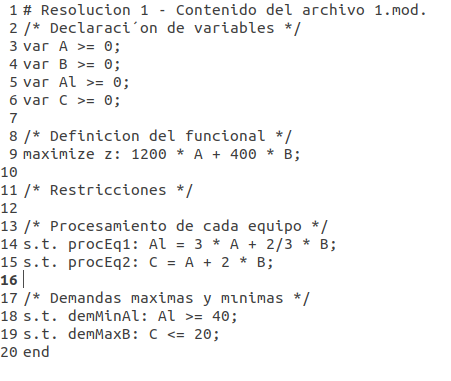 1 # Resolucion 1 - Contenido del archivo 1.mod.
2 /* Declaraci´on de variables */
3 var A >= 0;
4 var B >= 0;
5 var Al >= 0;
6 var C >= 0;
7
8 /* Definicion del funcional */
9 maximize z: 1200 * A + 400 * B;
10
11 /* Restricciones */
12
13 /* Procesamiento de cada equipo */
14 s.t. procEq1: Al = 3 * A + 2/3 * B;
15 s.t. procEq2: C = A + 2 * B;
16
17 /* Demandas maximas y mınimas */
18 s.t. demMinAl: Al >= 40;
19 s.t. demMaxB: C <= 20;
20 end